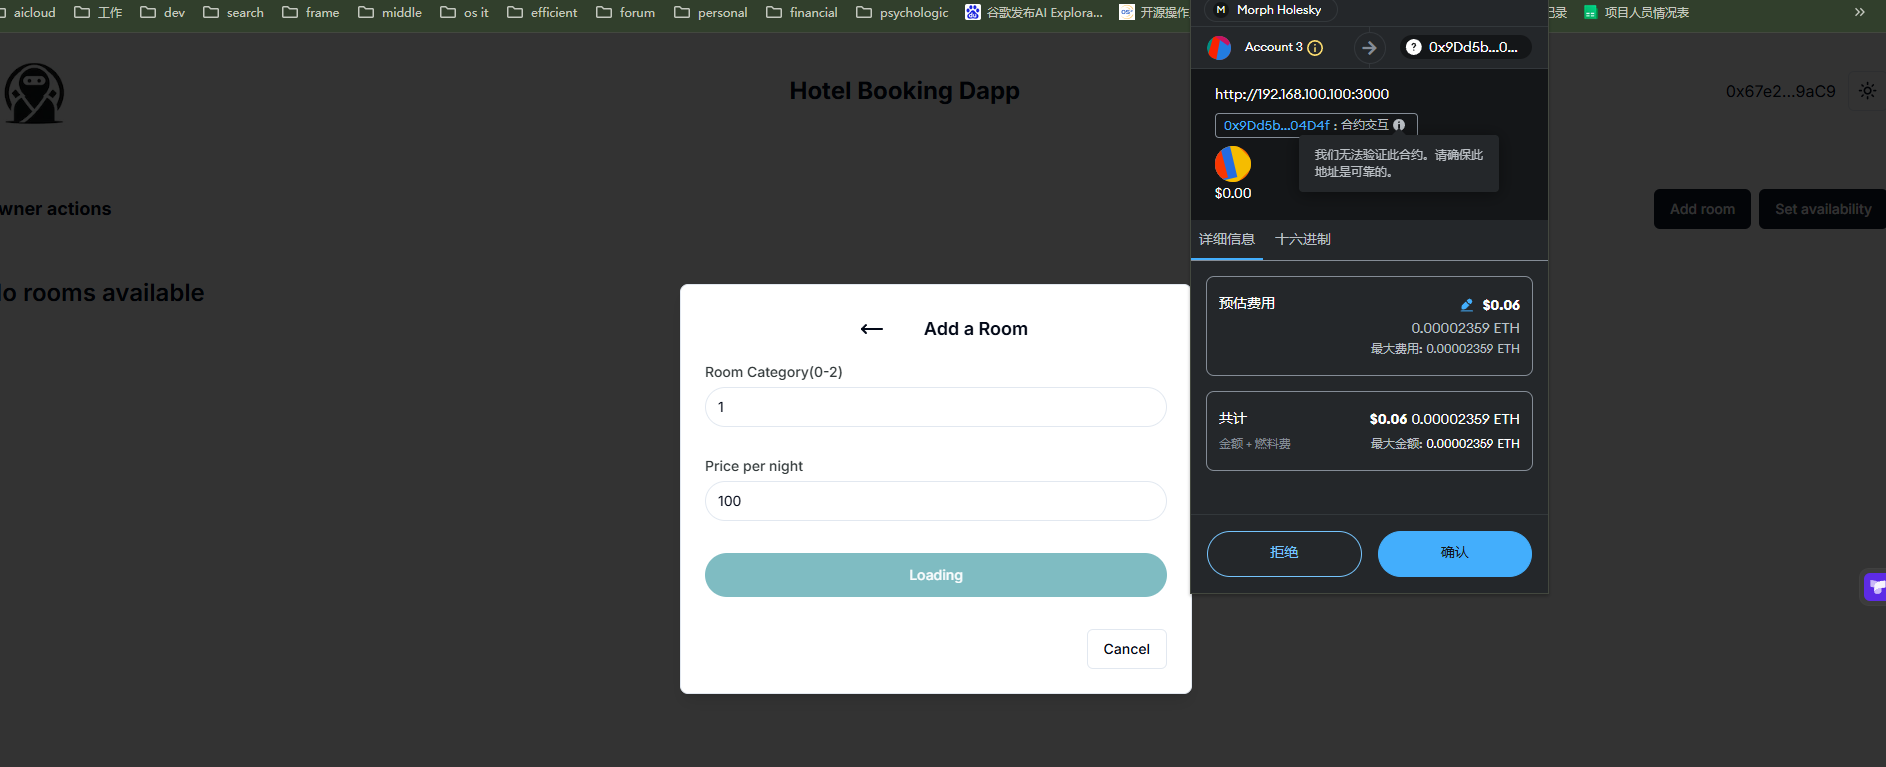 aicloud 工作 dev search frame middle os it efficient forum personal financial psychologic 谷歌发布AI Explora... 开源操作
记录 项目人员情况表 »
Hotel Booking Dapp
0x67e2...9aC9
wner actions
Add room Set availability
o rooms available
Add a Room
Room Category(0-2)
1
Price per night
100
Loading
Cancel
Morph Holesky
Account 3 0x9Dd5b...0...
http://192.168.100.100:3000
0x9Dd5b...04D4f : 合约交互
我们无法验证此合约。请确保此
地址是可靠的。
$0.00
详细信息 十六进制
预估费用 $0.06
0.00002359 ETH
最大费用: 0.00002359 ETH
共计 $0.06 0.00002359 ETH
金额 + 燃料费 最大金额: 0.00002359 ETH
拒绝 确认